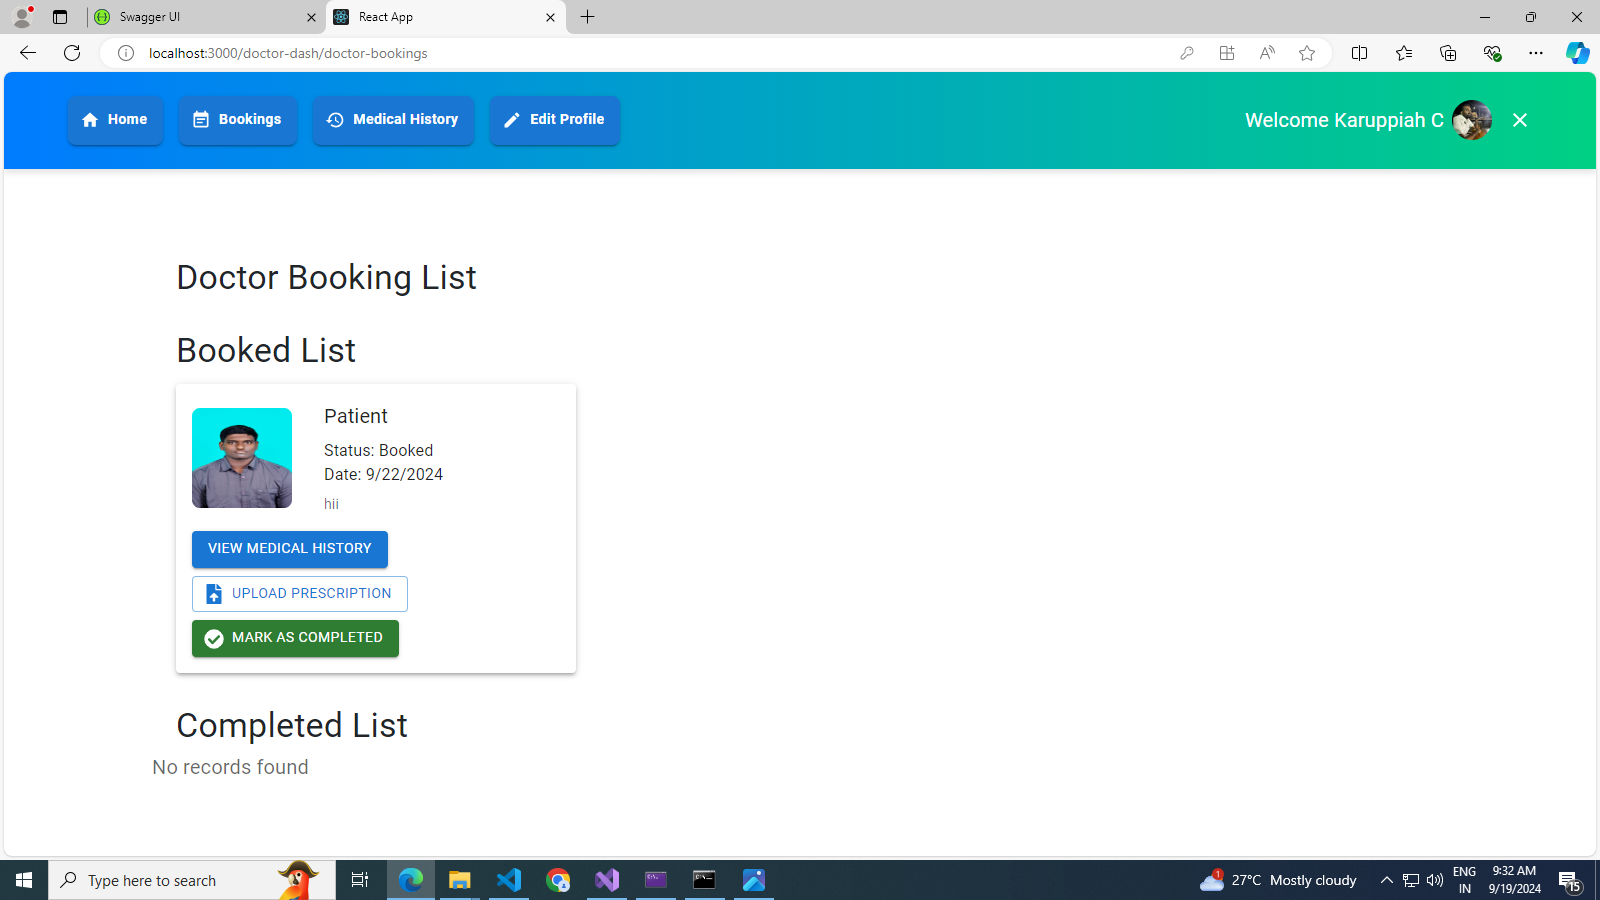 Swagger UI
React App
localhost:3000/doctor-dash/doctor-bookings
Home
Bookings
Medical History
Edit Profile
Welcome Karuppiah C
Doctor Booking List
Booked List
Patient
Status: Booked
Date: 9/22/2024
hii
VIEW MEDICAL HISTORY
UPLOAD PRESCRIPTION
MARK AS COMPLETED
Completed List
No records found
Type here to search
1
27°C Mostly cloudy
ENG
IN
9:32 AM
9/19/2024
15